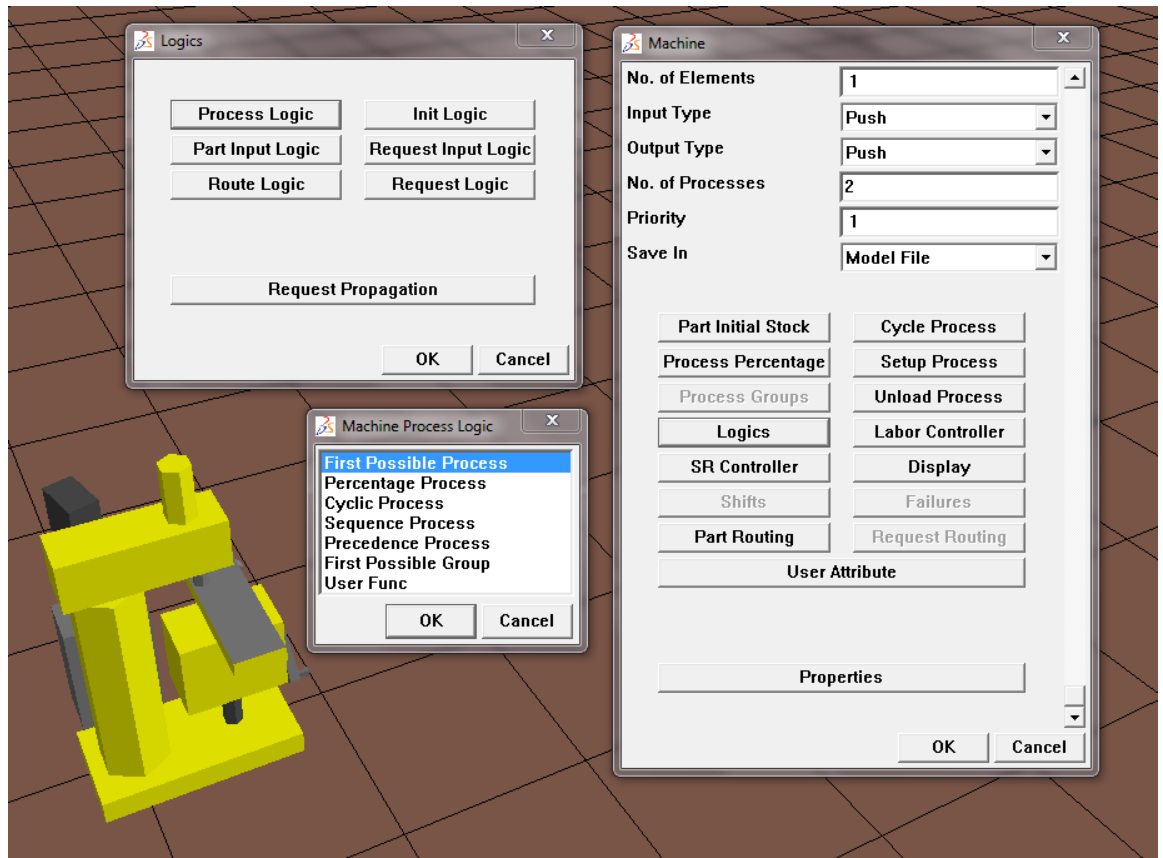 Logics
Process Logic
Init Logic
Part Input Logic
Request Input Logic
Route Logic
Request Logic
Request Propagation
OK
Cancel
Machine Process Logic
First Possible Process
Percentage Process
Cyclic Process
Sequence Process
Precedence Process
First Possible Group
User Func
OK
Cancel
Machine
No. of Elements
1
Input Type
Push
Output Type
Push
No. of Processes
2
Priority
1
Save In
Model File
Part Initial Stock
Cycle Process
Process Percentage
Setup Process
Process Groups
Unload Process
Logics
Labor Controller
SR Controller
Display
Shifts
Failures
Part Routing
Request Routing
User Attribute
Properties
OK
Cancel